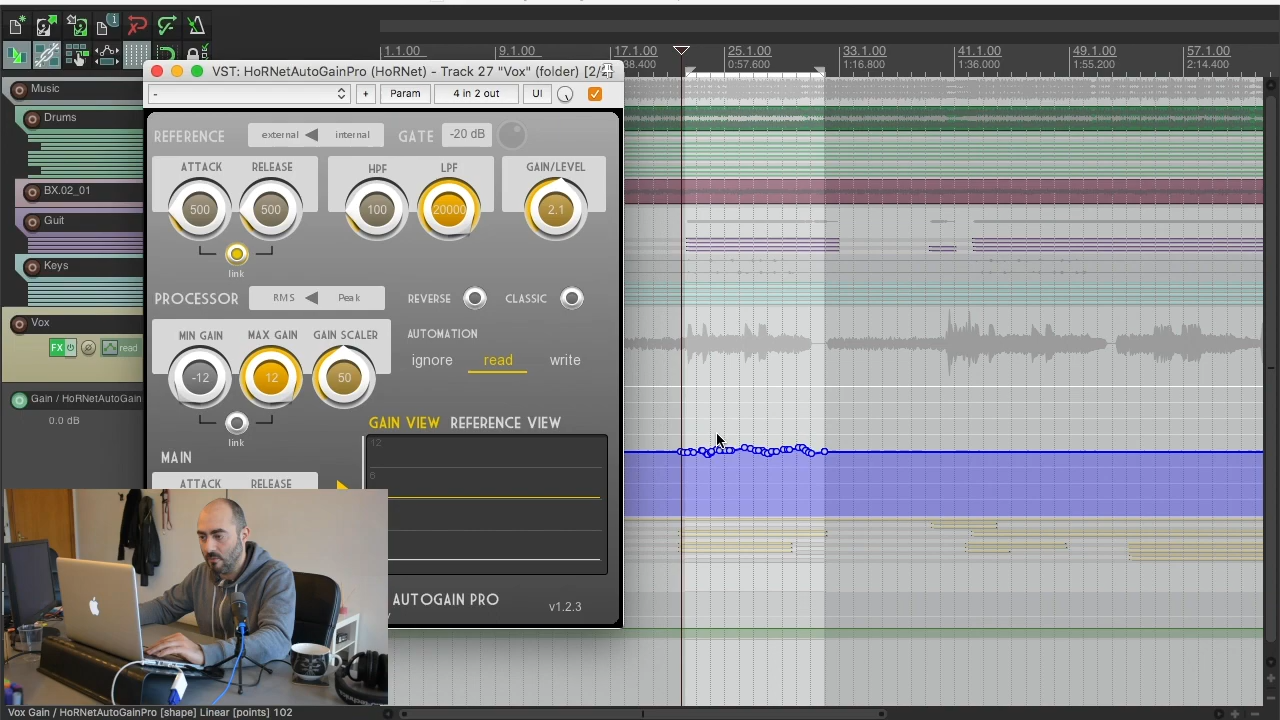 1.1.00 9.1.00 17.1.00 25.1.00 33.1.00 41.1.00 49.1.00 57.1.00
38.400 0:57.600 1:16.800 1:36.000 1:55.200 2:14.400
VST: HoRNetAutoGainPro (HoRNet) - Track 27 "Vox" (folder)
- + Param 4 in 2 out UI
Music
Drums
BX.02_01
Guit
Keys
Vox
FX read
Gain / HoRNetAutoGain
0.0 dB
REFERENCE external internal GATE -20 dB
ATTACK RELEASE HPF LPF GAIN/LEVEL
500 500 100 20000 2.1
link
PROCESSOR RMS Peak REVERSE CLASSIC
MIN GAIN MAX GAIN GAIN SCALER AUTOMATION
ignore read write
-12 12 50
link
GAIN VIEW REFERENCE VIEW
12
6
MAIN
ATTACK RELEASE
AUTOGAIN PRO v1.2.3
Vox Gain / HoRNetAutoGainPro [shape] Linear [points] 102